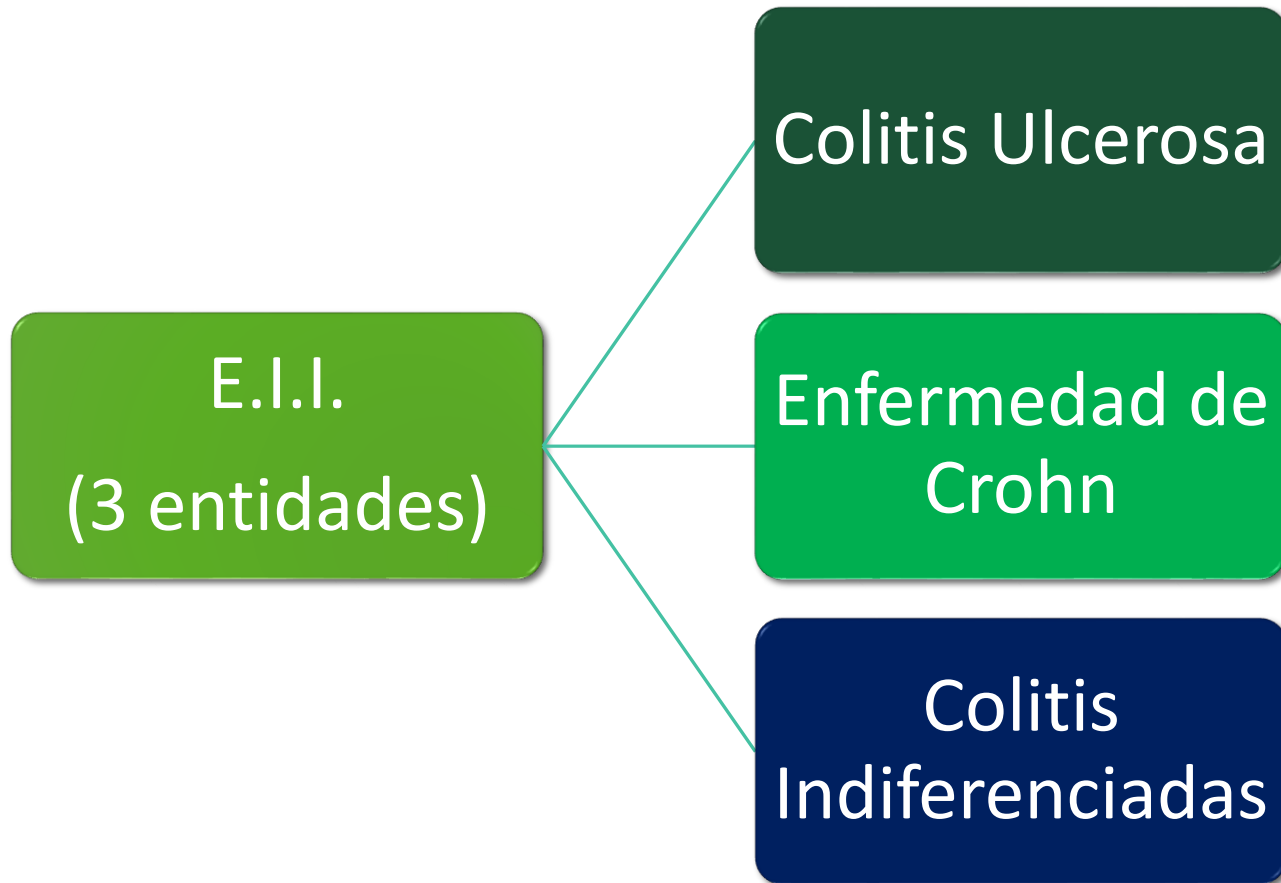 E.I.I.
(3 entidades)
Colitis Ulcerosa
Enfermedad de
Crohn
Colitis
Indiferenciadas